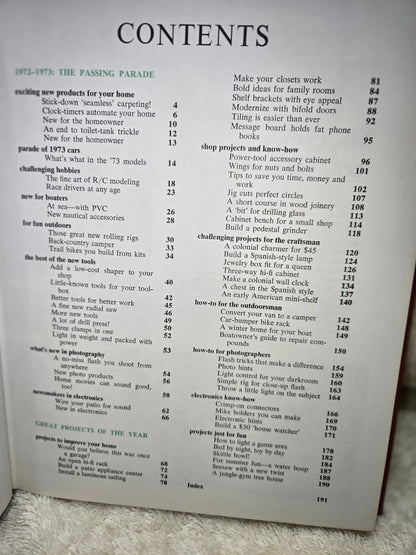 CONTENTS
1972–1973: THE PASSING PARADE
exciting new products for your home
Stick-down 'seamless' carpeting! 4
Clock-timers automate your home 6
New for the homeowner 10
An end to toilet-tank trickle 12
New for the homeowner 13
parade of 1973 cars
What's what in the '73 models 14
challenging hobbies
The fine art of R/C modeling 18
Race drivers at any age 23
new for boaters
At sea—with PVC 26
New nautical accessories 28
for fun outdoors
Those great new rolling rigs 30
Back-country camper 33
Trail bikes you build from kits 34
the best of the new tools
Add a low-cost shaper to your
shop 40
Little-known tools for your tool-
box 42
Better tools for better work 45
A fine new radial saw 46
More new tools 49
A lot of drill press! 50
Three clamps in one 52
Light in weight and packed with
power 53
what's new in photography
A no-miss flash you shoot from
anywhere 54
New photo products 56
Home movies can sound good,
too! 58
newsmakers in electronics
Wire your patio for sound 62
New in electronics 66
GREAT PROJECTS OF THE YEAR
projects to improve your home
Would you believe this was once
a garage? 68
An open hi-fi rack 72
Build a patio appliance center 74
Install a luminous ceiling 78
Make your closets work 81
Bold ideas for family rooms 84
Shelf brackets with eye appeal 87
Modernize with bifold doors 88
Tiling is easier than ever 92
Message board holds fat phone
books 95
shop projects and know-how
Power-tool accessory cabinet 96
Wings for nuts and bolts 101
Tips to save you time, money and
work 102
Jig cuts perfect circles 107
A short course in wood joinery 108
A 'bit' for drilling glass 113
Cabinet bench for a small shop 114
Build a pedestal grinder 118
challenging projects for the craftsman
A colonial charmer for $45 120
Build a Spanish-style lamp 124
Jewelry box fit for a queen 126
Three-way hi-fi cabinet 131
Make a colonial wall clock 134
A chest in the Spanish style 137
An early American mini-shelf 140
how-to for the outdoorsman
Convert your van to a camper 142
Car-bumper bike rack 148
A winter home for your boat 149
Boatowner's guide to repair com-
pounds 150
how-to for photographers
Flash tricks that make a difference 154
Photo hints 159
Light control for your darkroom 160
Simple rig for close-up flash 163
Throw a little light on the subject 164
electronics know-how
Crimp-on connectors 166
Mike holders you can make 169
Electronic hints 170
Build a $30 'house watcher' 171
projects just for fun
How to light a game area 178
Bed by night, toy by day 182
Skittle bowl! 184
For summer fun—a water hoop 187
Seesaw with a new twist 188
A jungle-gym tree house 190
Index 191